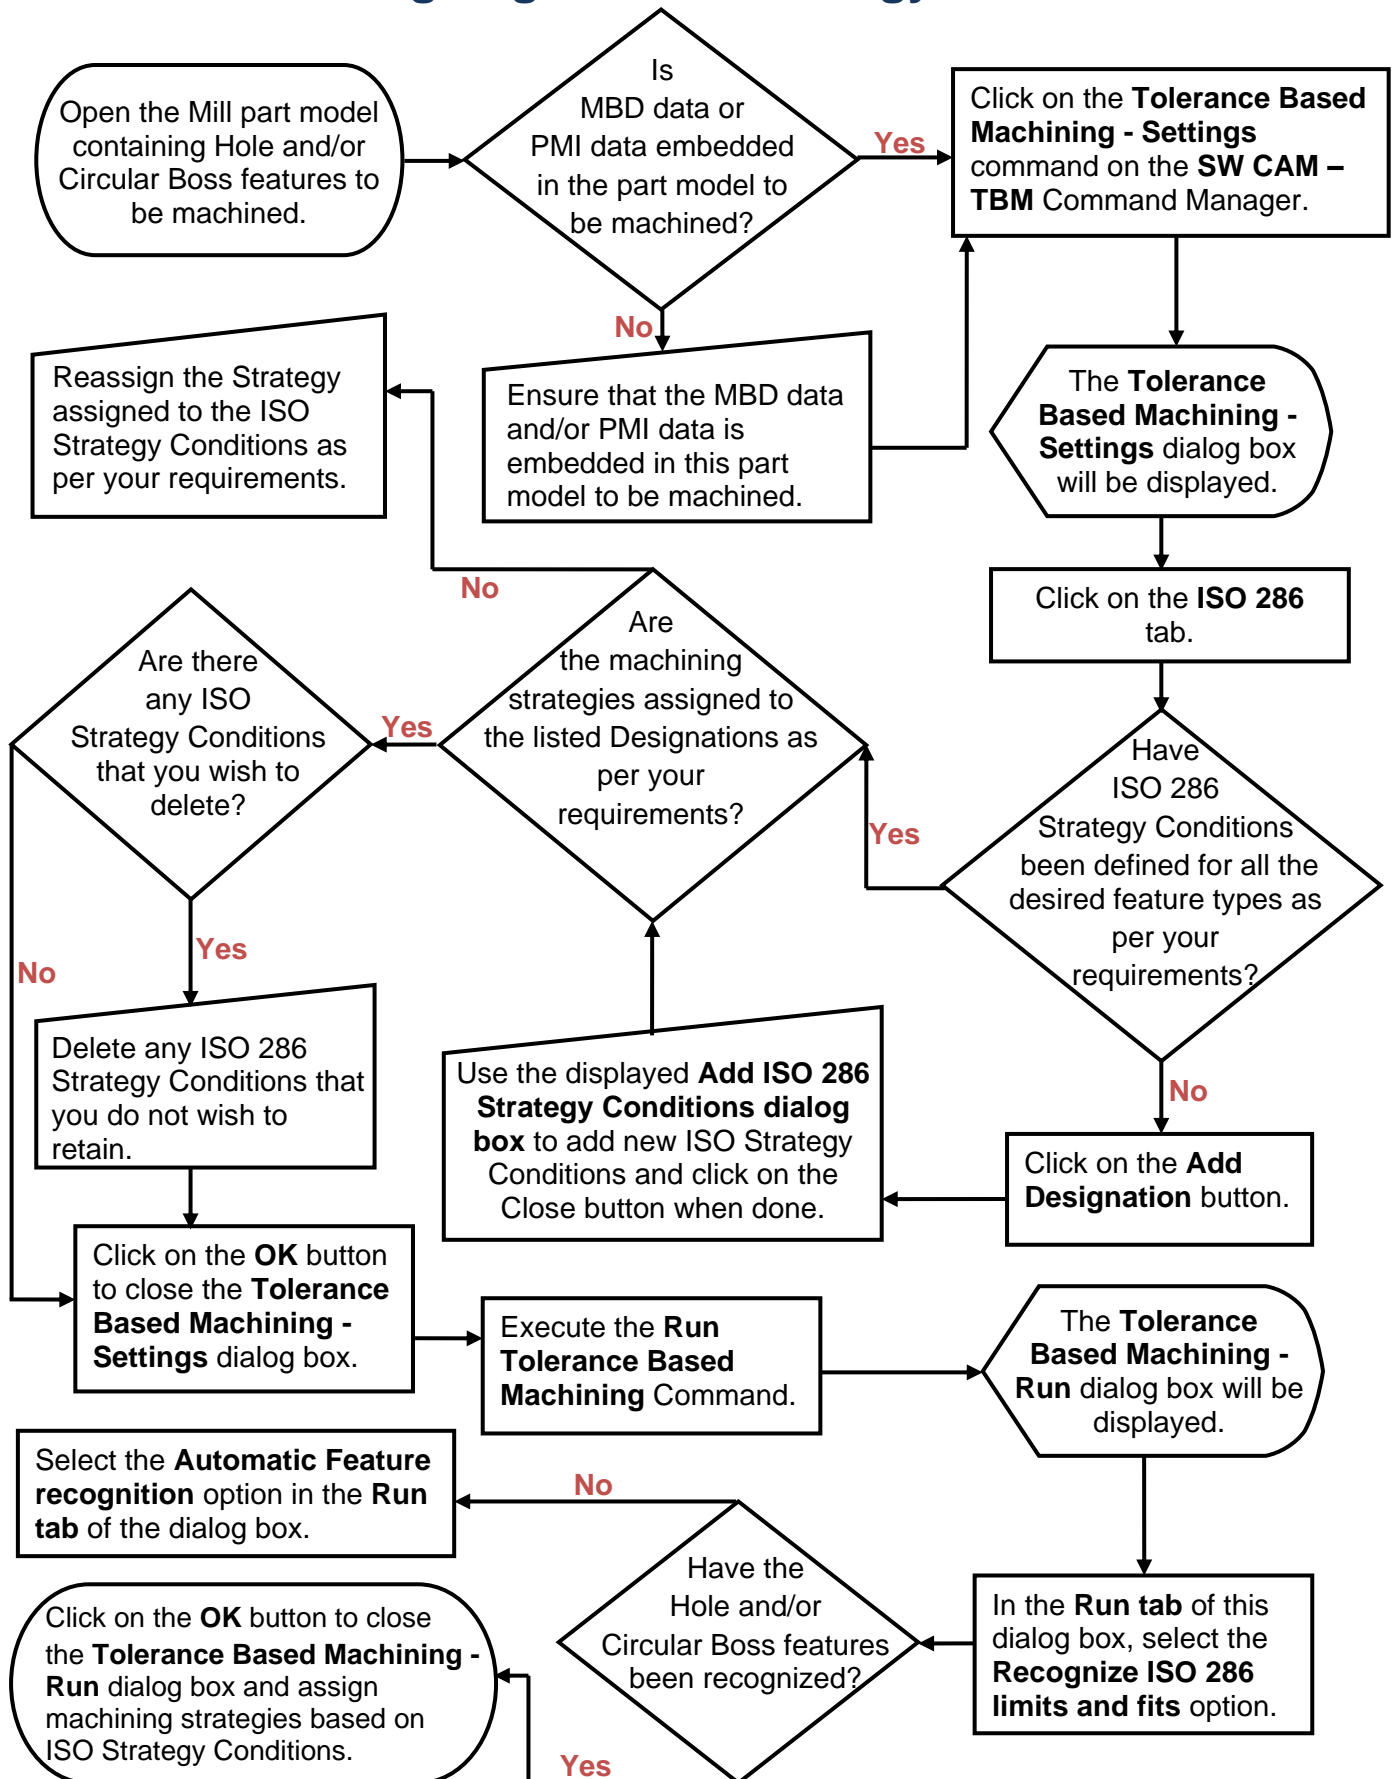 Open the Mill part model
containing Hole and/or
Circular Boss features to
be machined.
Is
MBD data or
PMI data embedded
in the part model to
be machined?
Yes
Click on the Tolerance Based
Machining - Settings
command on the SW CAM –
TBM Command Manager.
No
Reassign the Strategy
assigned to the ISO
Strategy Conditions as
per your requirements.
Ensure that the MBD data
and/or PMI data is
embedded in this part
model to be machined.
The Tolerance
Based Machining -
Settings dialog box
will be displayed.
No
Click on the ISO 286
tab.
Are there
any ISO
Strategy Conditions
that you wish to
delete?
Yes
Are
the machining
strategies assigned to
the listed Designations as
per your
requirements?
Yes
Have
ISO 286
Strategy Conditions
been defined for all the
desired feature types as
per your
requirements?
No
Yes
No
Delete any ISO 286
Strategy Conditions that
you do not wish to
retain.
Use the displayed Add ISO 286
Strategy Conditions dialog
box to add new ISO Strategy
Conditions and click on the
Close button when done.
Click on the Add
Designation button.
Click on the OK button
to close the Tolerance
Based Machining -
Settings dialog box.
Execute the Run
Tolerance Based
Machining Command.
The Tolerance
Based Machining -
Run dialog box will be
displayed.
Select the Automatic Feature
recognition option in the Run
tab of the dialog box.
No
Have the
Hole and/or
Circular Boss features
been recognized?
In the Run tab of this
dialog box, select the
Recognize ISO 286
limits and fits option.
Click on the OK button to close
the Tolerance Based Machining -
Run dialog box and assign
machining strategies based on
ISO Strategy Conditions.
Yes